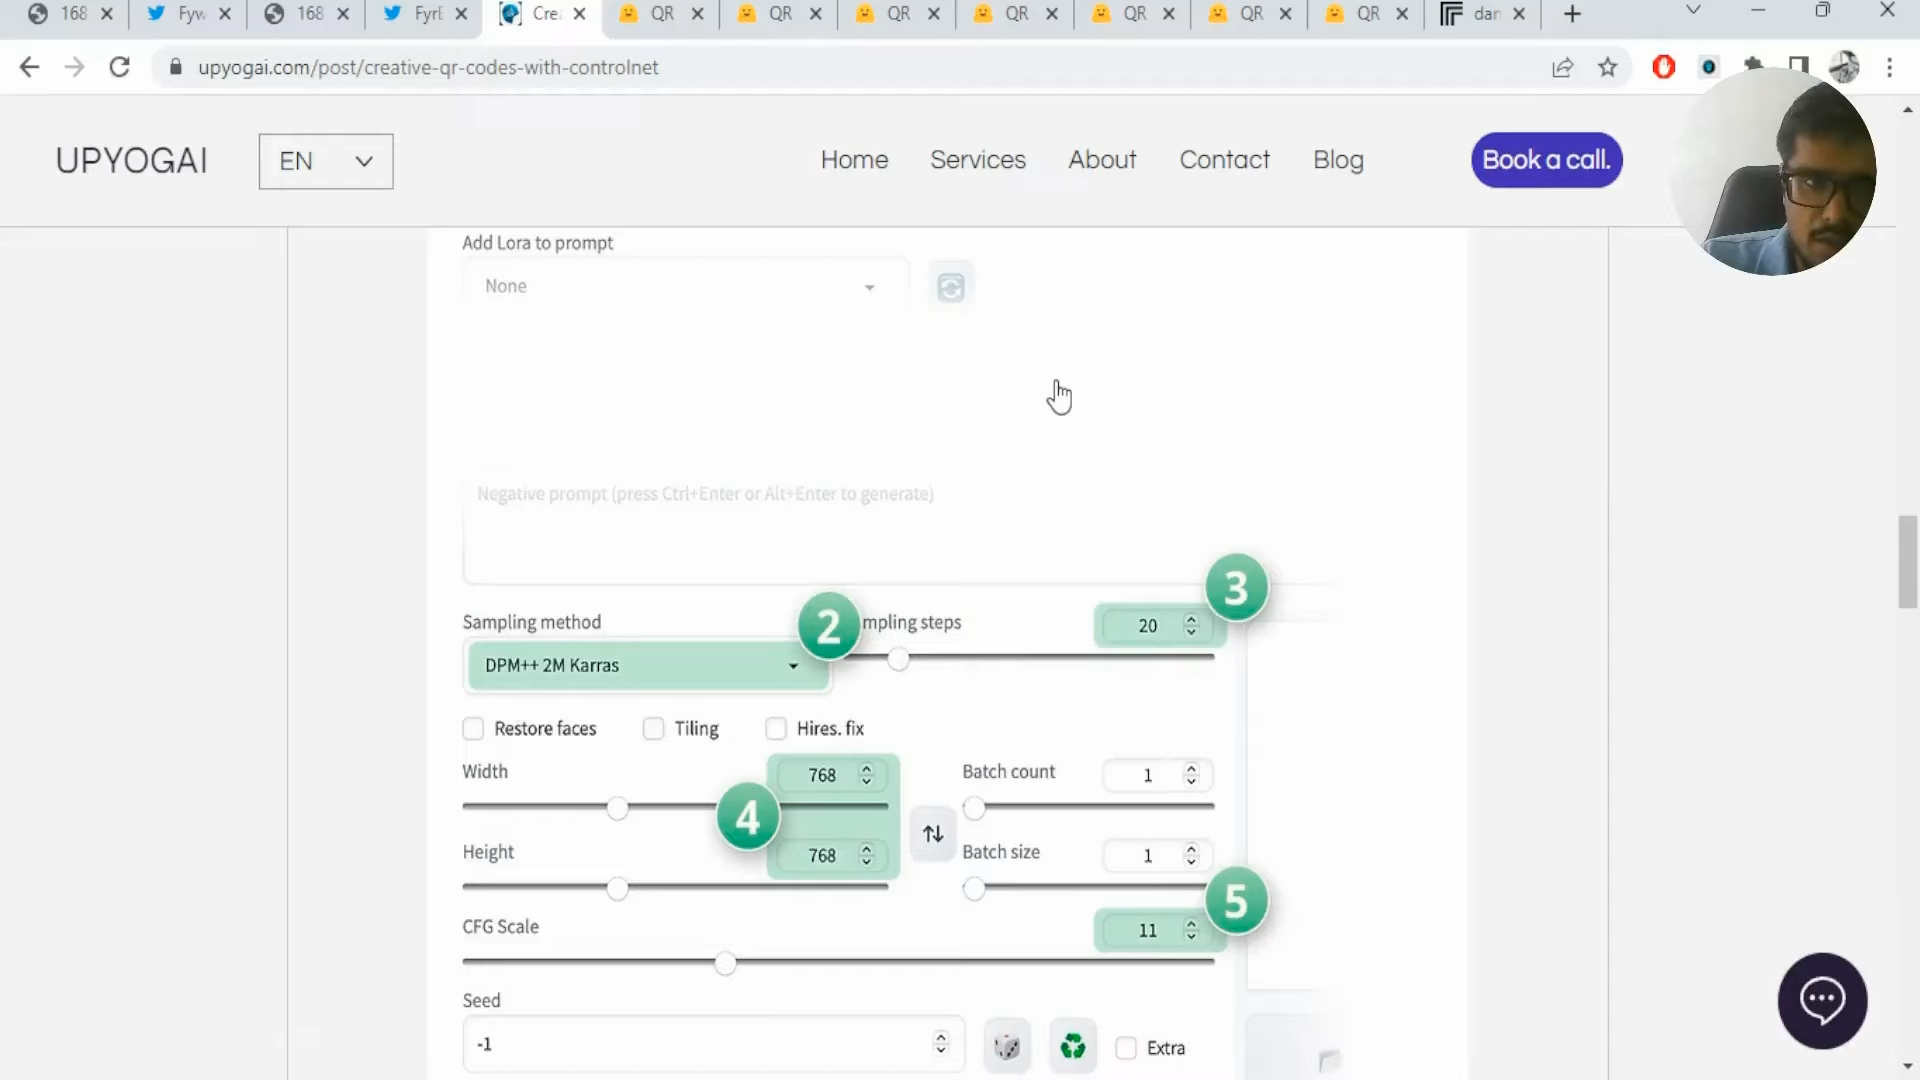 168
Fyw
168
Fyrl
Cre
QR
QR
QR
QR
QR
QR
QR
dan
upyogai.com/post/creative-qr-codes-with-controlnet
UPYOGAI
EN
Home
Services
About
Contact
Blog
Book a call.
Add Lora to prompt
None
Negative prompt (press Ctrl+Enter or Alt+Enter to generate)
3
Sampling method
2
mpling steps
20
DPM++ 2M Karras
Restore faces
Tiling
Hires. fix
Width
768
Batch count
1
4
Height
768
Batch size
1
5
CFG Scale
11
Seed
-1
Extra